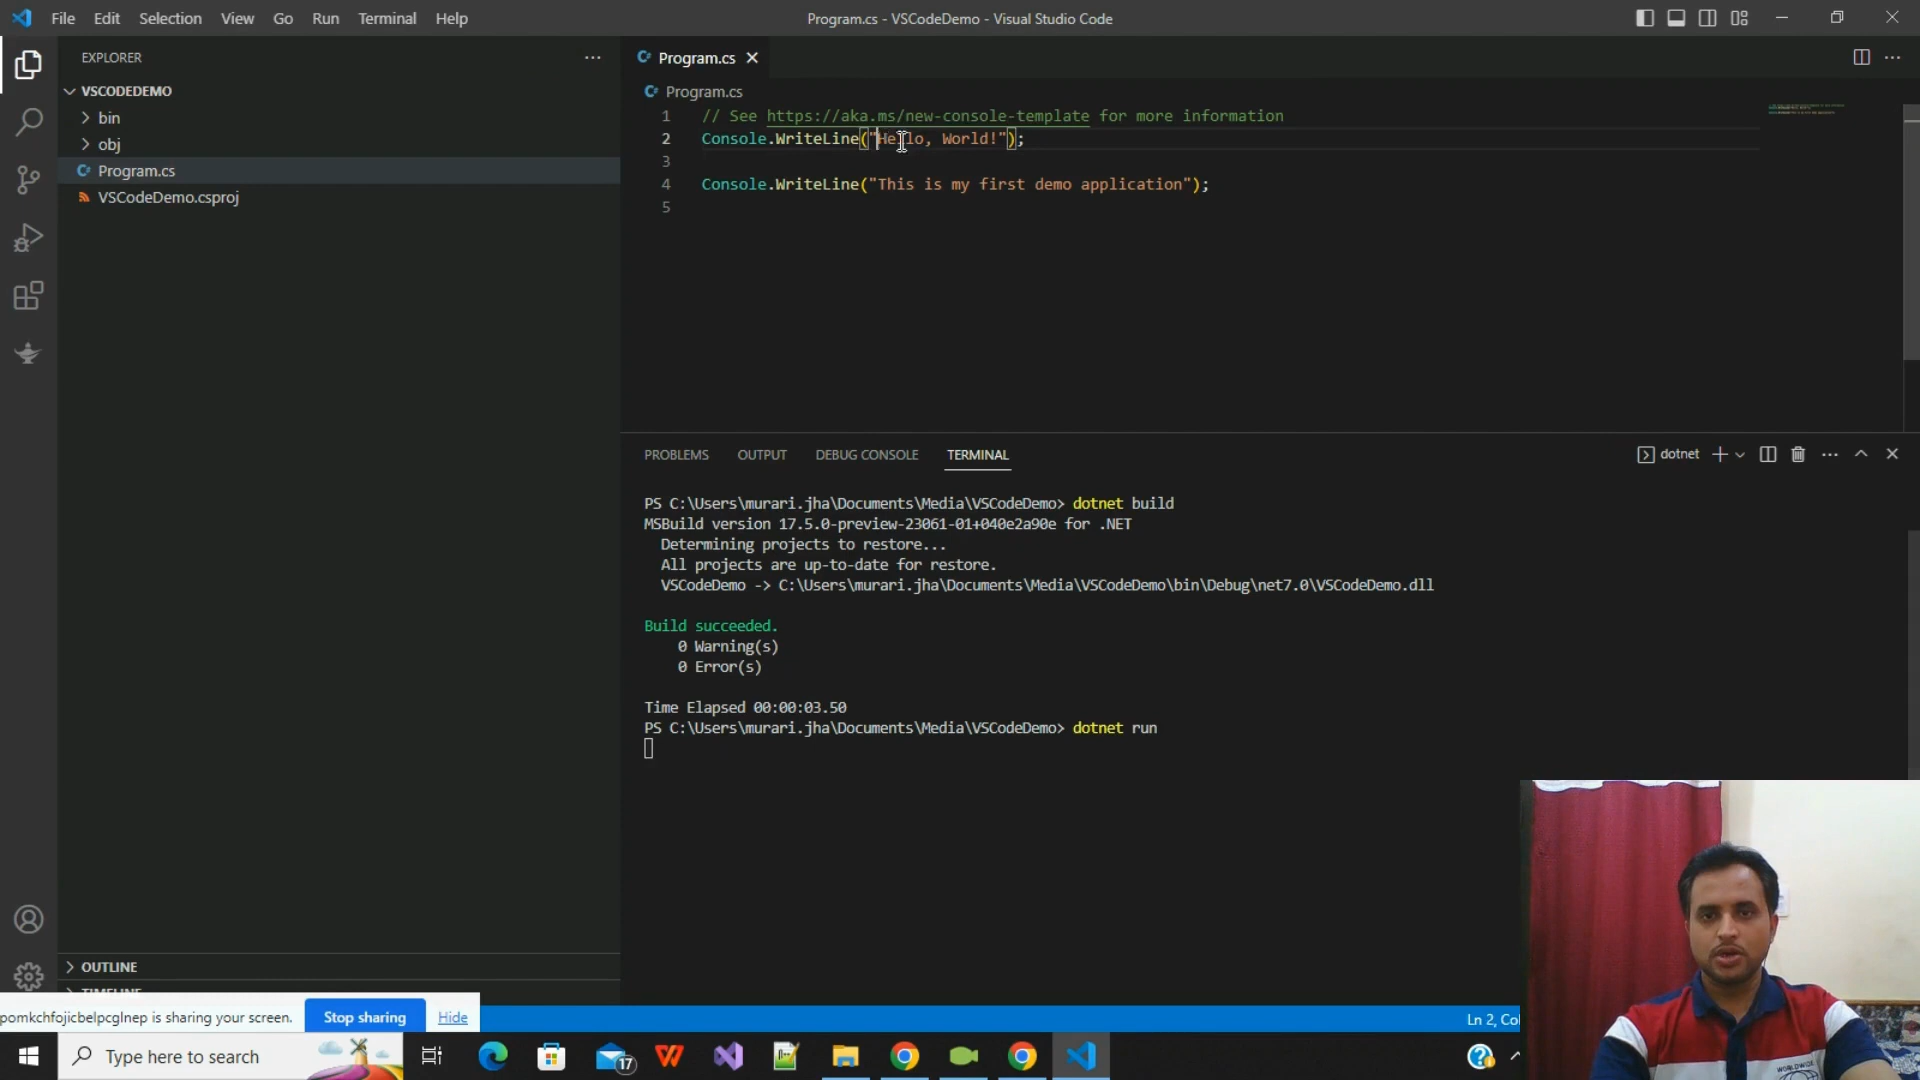 File Edit Selection View Go Run Terminal Help
Program.cs - VSCodeDemo - Visual Studio Code
EXPLORER
VSCODEDEMO
bin
obj
Program.cs
VSCodeDemo.csproj
OUTLINE
TIMELINE
Program.cs
Program.cs
1 // See https://aka.ms/new-console-template for more information
2 Console.WriteLine("Hello, World!");
3
4 Console.WriteLine("This is my first demo application");
5
PROBLEMS OUTPUT DEBUG CONSOLE TERMINAL
dotnet
PS C:\Users\murari.jha\Documents\Media\VSCodeDemo> dotnet build
MSBuild version 17.5.0-preview-23061-01+040e2a90e for .NET
Determining projects to restore...
All projects are up-to-date for restore.
VSCodeDemo -> C:\Users\murari.jha\Documents\Media\VSCodeDemo\bin\Debug\net7.0\VSCodeDemo.dll
Build succeeded.
0 Warning(s)
0 Error(s)
Time Elapsed 00:00:03.50
PS C:\Users\murari.jha\Documents\Media\VSCodeDemo> dotnet run
pomkchfojicbelpcglnep is sharing your screen. Stop sharing Hide
Ln 2, Co
Type here to search
17
WORLDWIDE